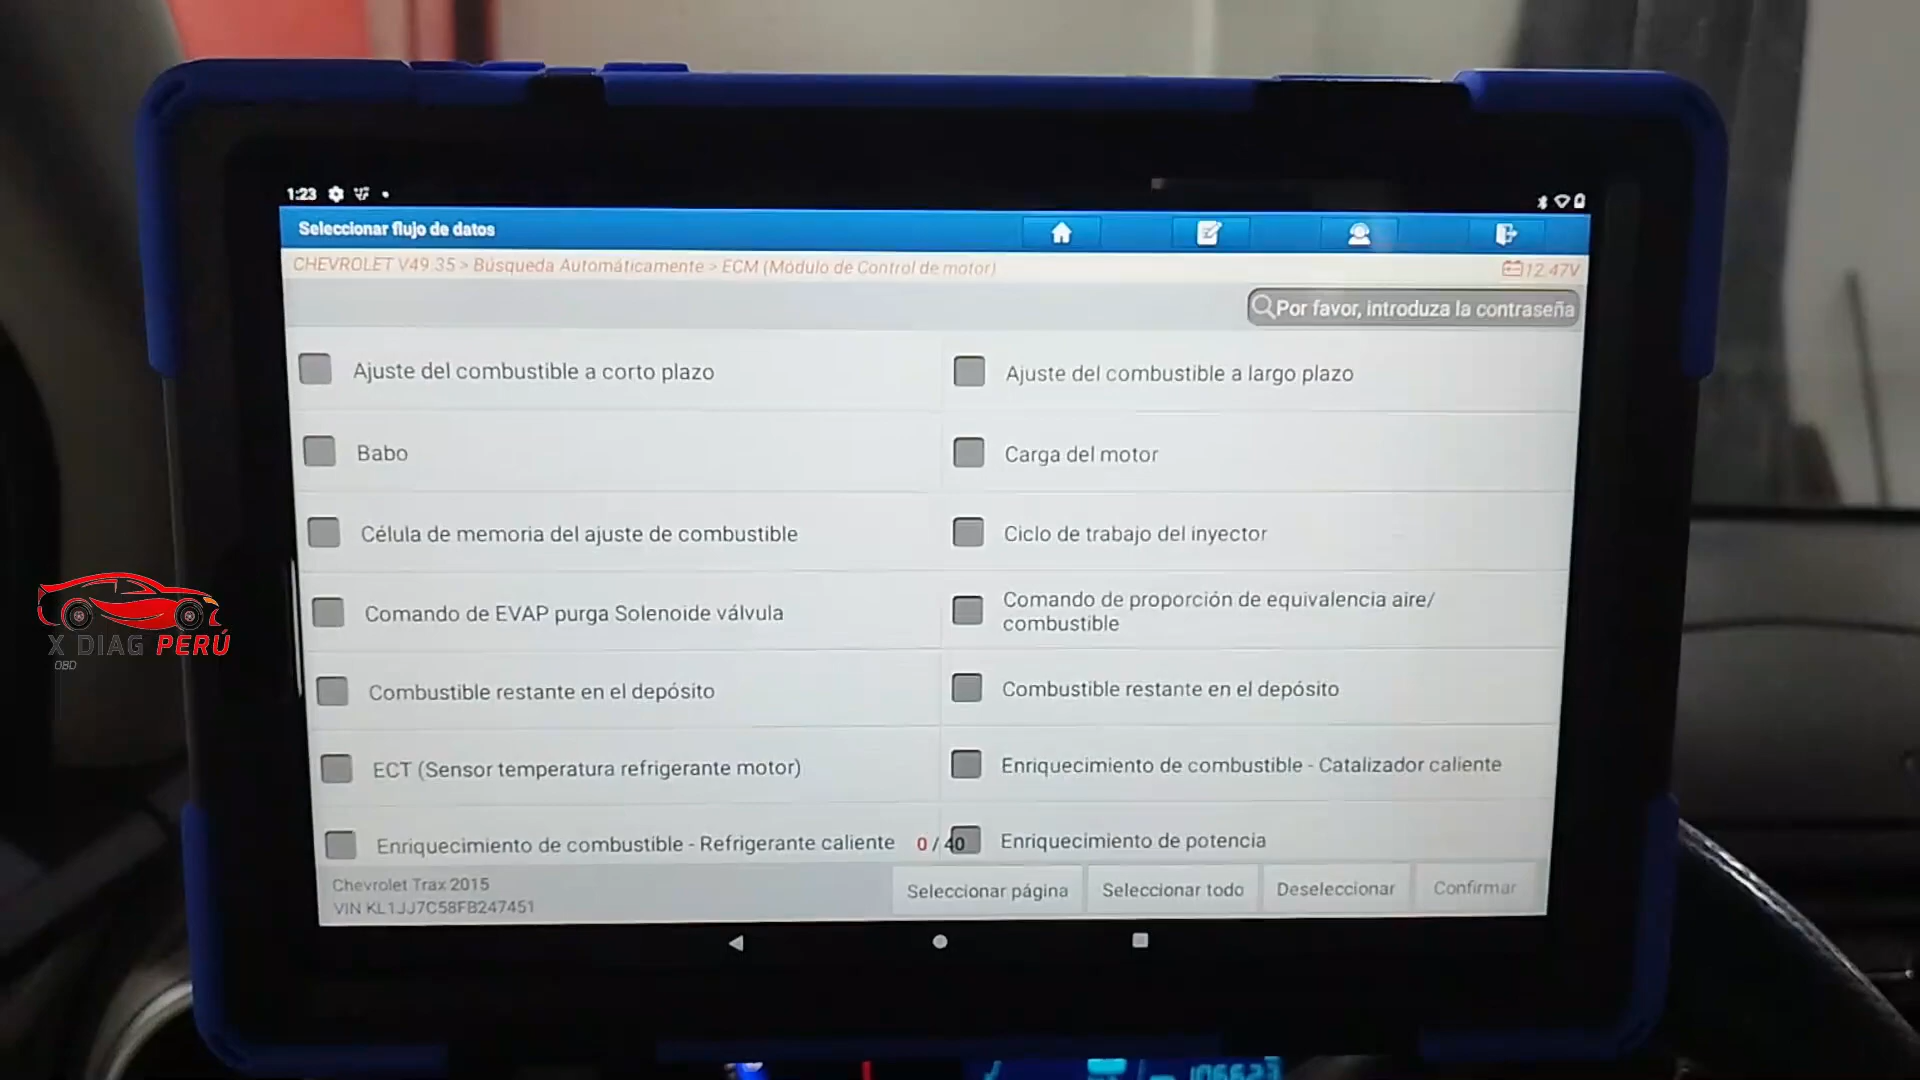 1:23
Seleccionar flujo de datos
CHEVROLET V49.35 > Búsqueda Automáticamente > ECM (Módulo de Control de motor)
12.47V
Por favor, introduza la contraseña
Ajuste del combustible a corto plazo
Ajuste del combustible a largo plazo
Babo
Carga del motor
Célula de memoria del ajuste de combustible
Ciclo de trabajo del inyector
Comando de EVAP purga Solenoide válvula
Comando de proporción de equivalencia aire/
combustible
Combustible restante en el depósito
Combustible restante en el depósito
ECT (Sensor temperatura refrigerante motor)
Enriquecimiento de combustible - Catalizador caliente
Enriquecimiento de combustible - Refrigerante caliente
0 / 40
Enriquecimiento de potencia
Chevrolet Trax 2015
VIN KL1JJ7C58FB247451
Seleccionar página
Seleccionar todo
Deseleccionar
Confirmar
X DIAG PERÚ
OBD
106623